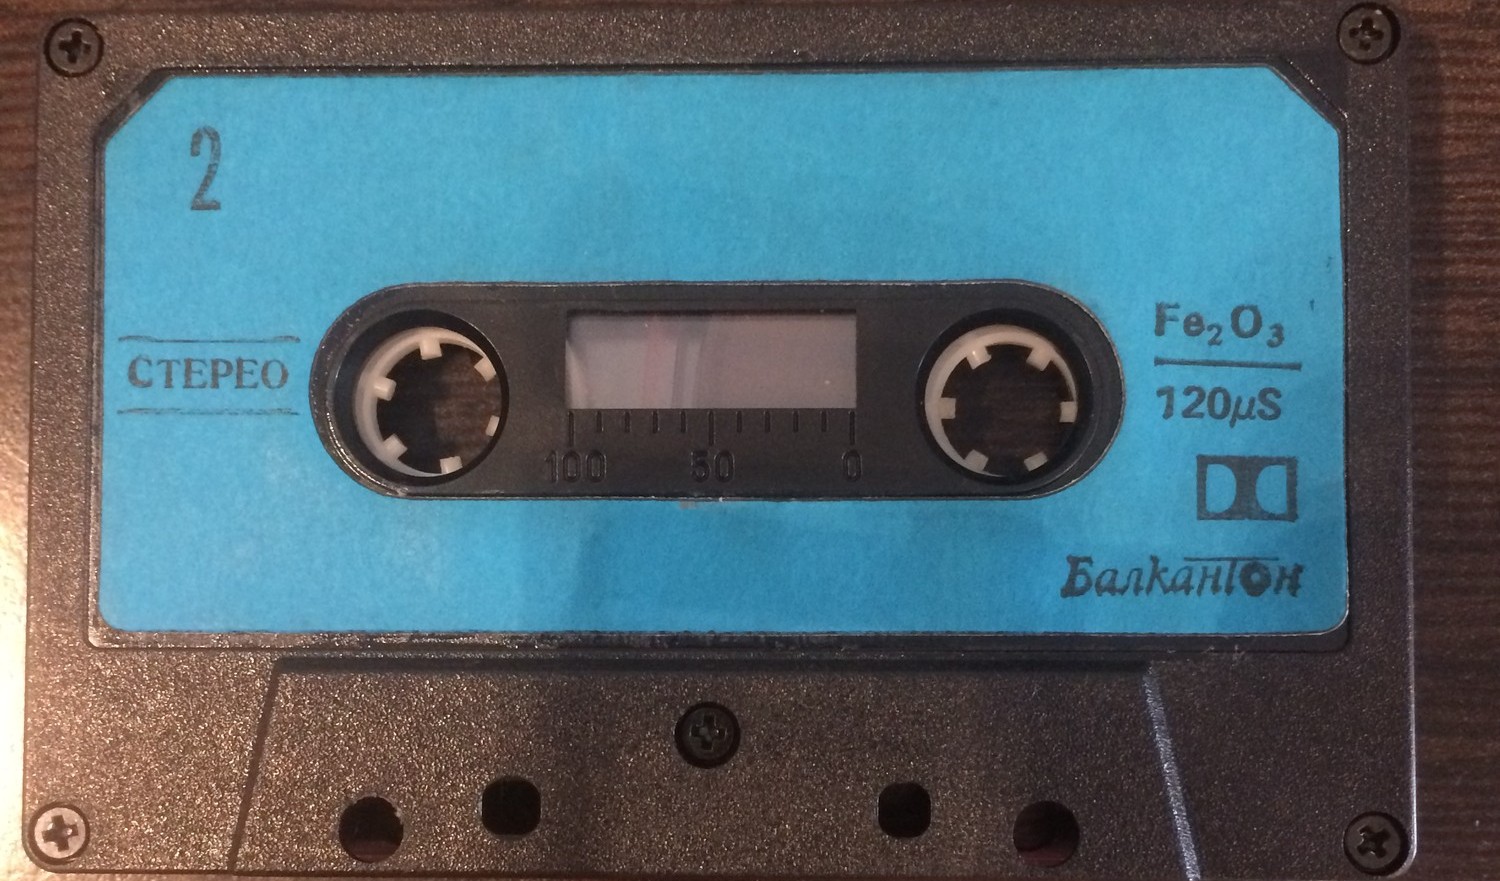 2
СТЕРЕО
100 50 0
Fe₂O₃
120µS
Балкантон